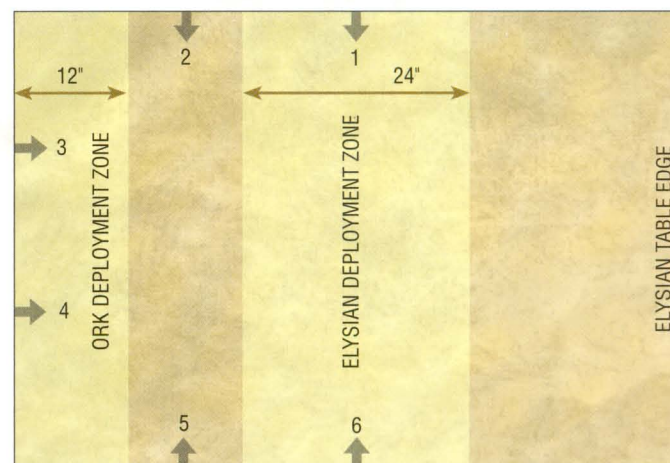 2
1
12"
24"
3
ORK DEPLOYMENT ZONE
ELYSIAN DEPLOYMENT ZONE
ELYSIAN TABLE EDGE
4
5
6